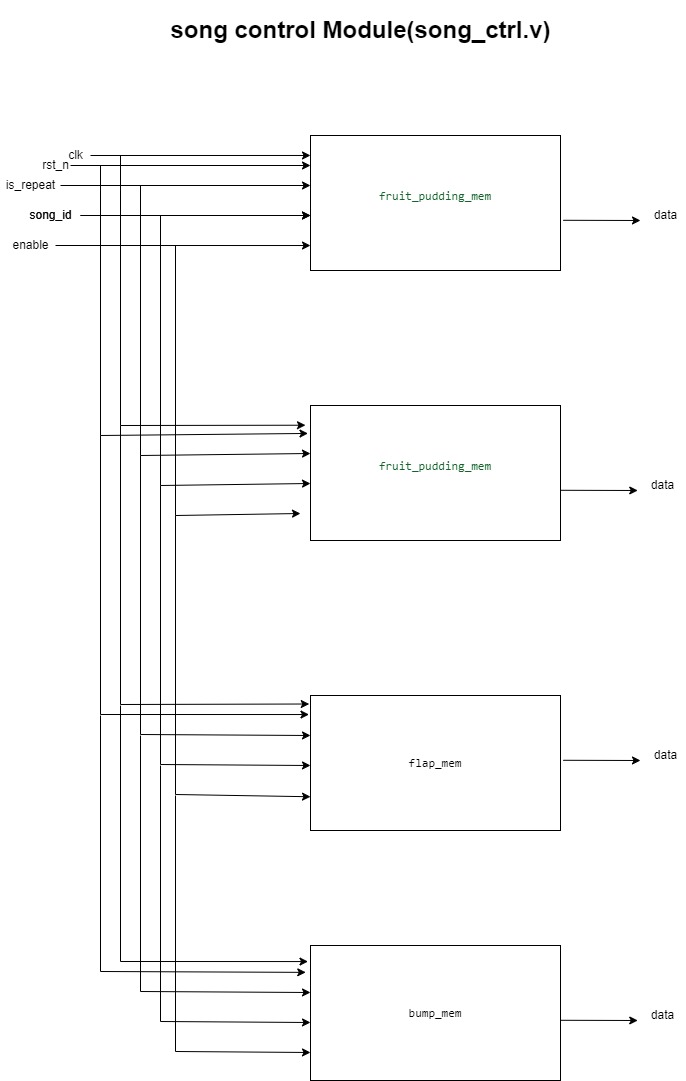 song control Module(song_ctrl.v)
clk
rst_n
is_repeat
fruit_pudding_mem
song_id
data
enable
fruit_pudding_mem
data
flap_mem
data
bump_mem
data